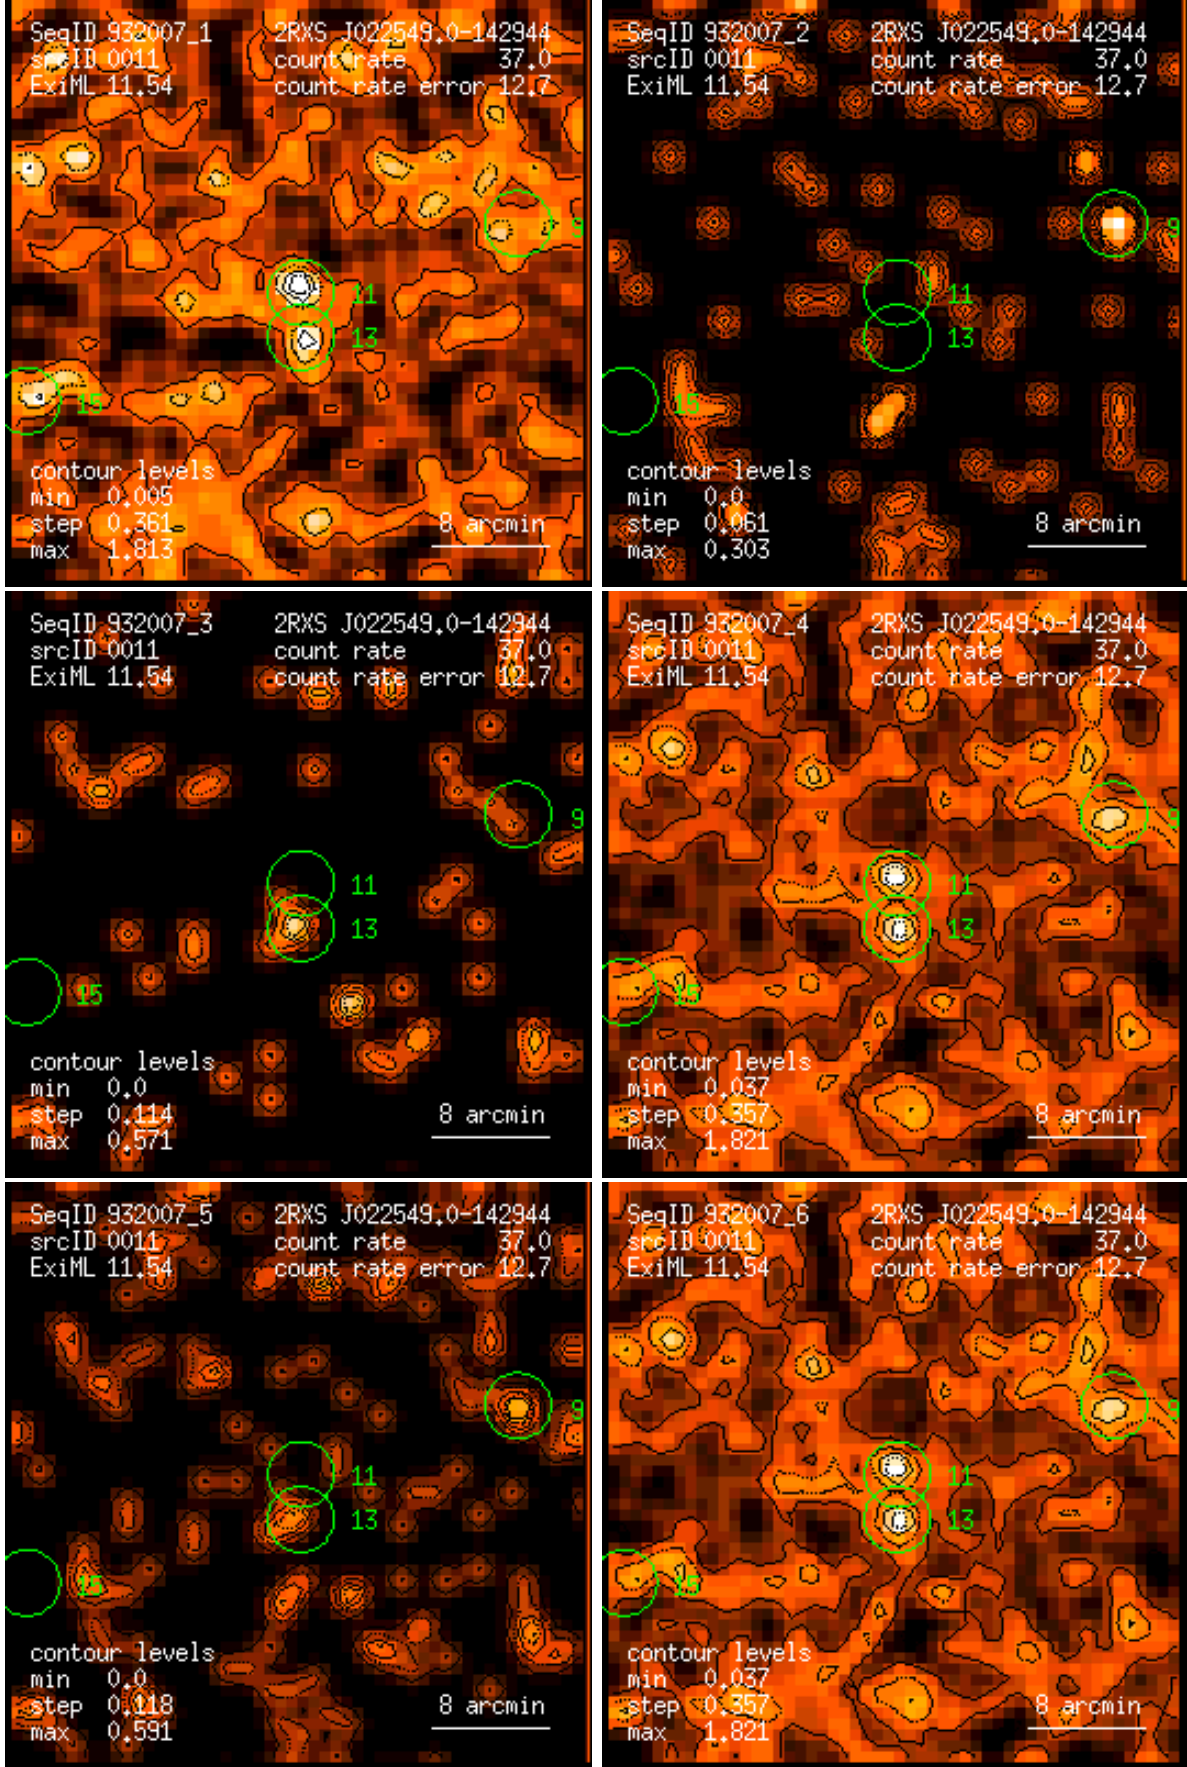 SeqID 932007_1 2RXS J022549.0-142944
srcID 0011 count rate 37.0
ExiML 11.54 count rate error 12.7
9
11
13
15
contour levels
min 0.005
step 0.361 8 arcmin
max 1.813
SeqID 932007_2 2RXS J022549.0-142944
srcID 0011 count rate 37.0
ExiML 11.54 count rate error 12.7
9
11
13
15
contour levels
min 0.0
step 0.061 8 arcmin
max 0.303
SeqID 932007_3 2RXS J022549.0-142944
srcID 0011 count rate 37.0
ExiML 11.54 count rate error 12.7
9
11
13
15
contour levels
min 0.0
step 0.114 8 arcmin
max 0.571
SeqID 932007_4 2RXS J022549.0-142944
srcID 0011 count rate 37.0
ExiML 11.54 count rate error 12.7
9
11
13
15
contour levels
min 0.037
step 0.357 8 arcmin
max 1.821
SeqID 932007_5 2RXS J022549.0-142944
srcID 0011 count rate 37.0
ExiML 11.54 count rate error 12.7
9
11
13
15
contour levels
min 0.0
step 0.118 8 arcmin
max 0.591
SeqID 932007_6 2RXS J022549.0-142944
srcID 0011 count rate 37.0
ExiML 11.54 count rate error 12.7
9
11
13
15
contour levels
min 0.037
step 0.357 8 arcmin
max 1.821